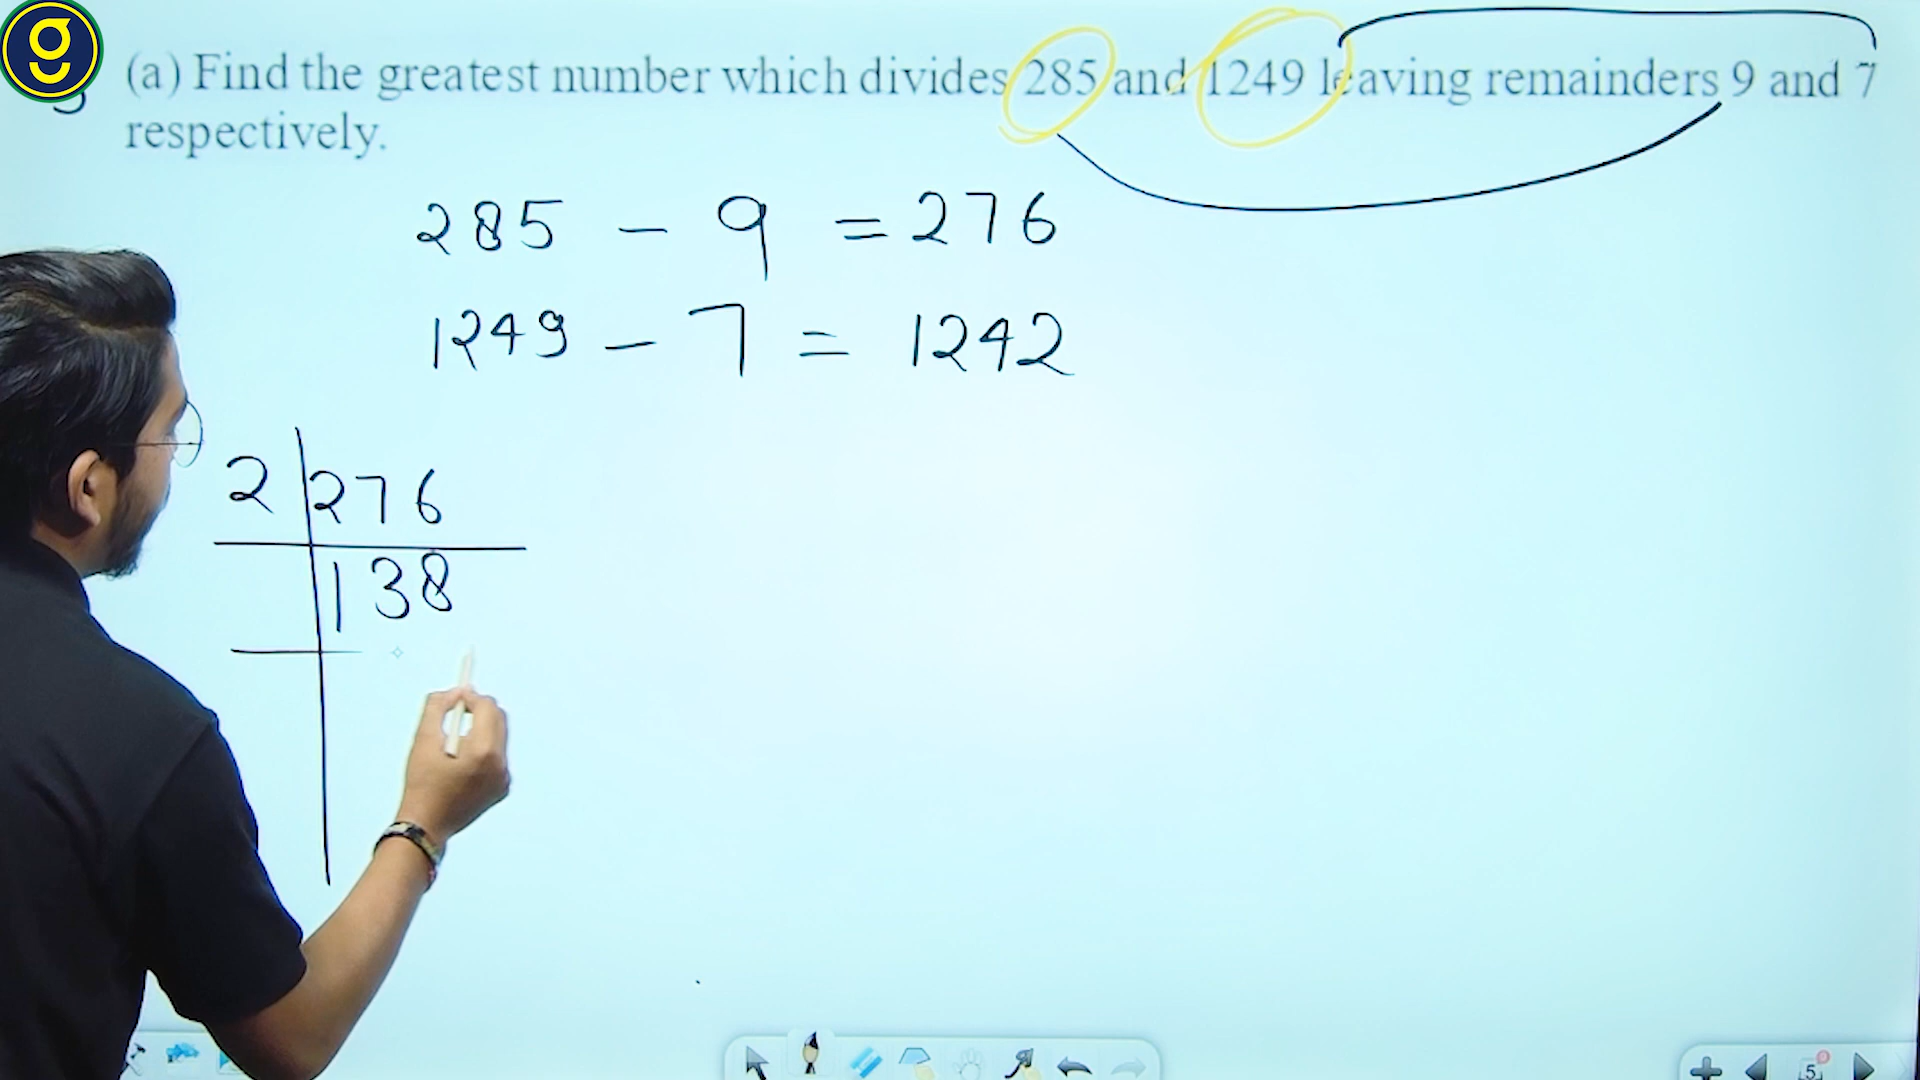 (a) Find the greatest number which divides 285 and 1249 leaving remainders 9 and 7
respectively.
285 - 9 = 276
1249 - 7 = 1242
2 276
138
5